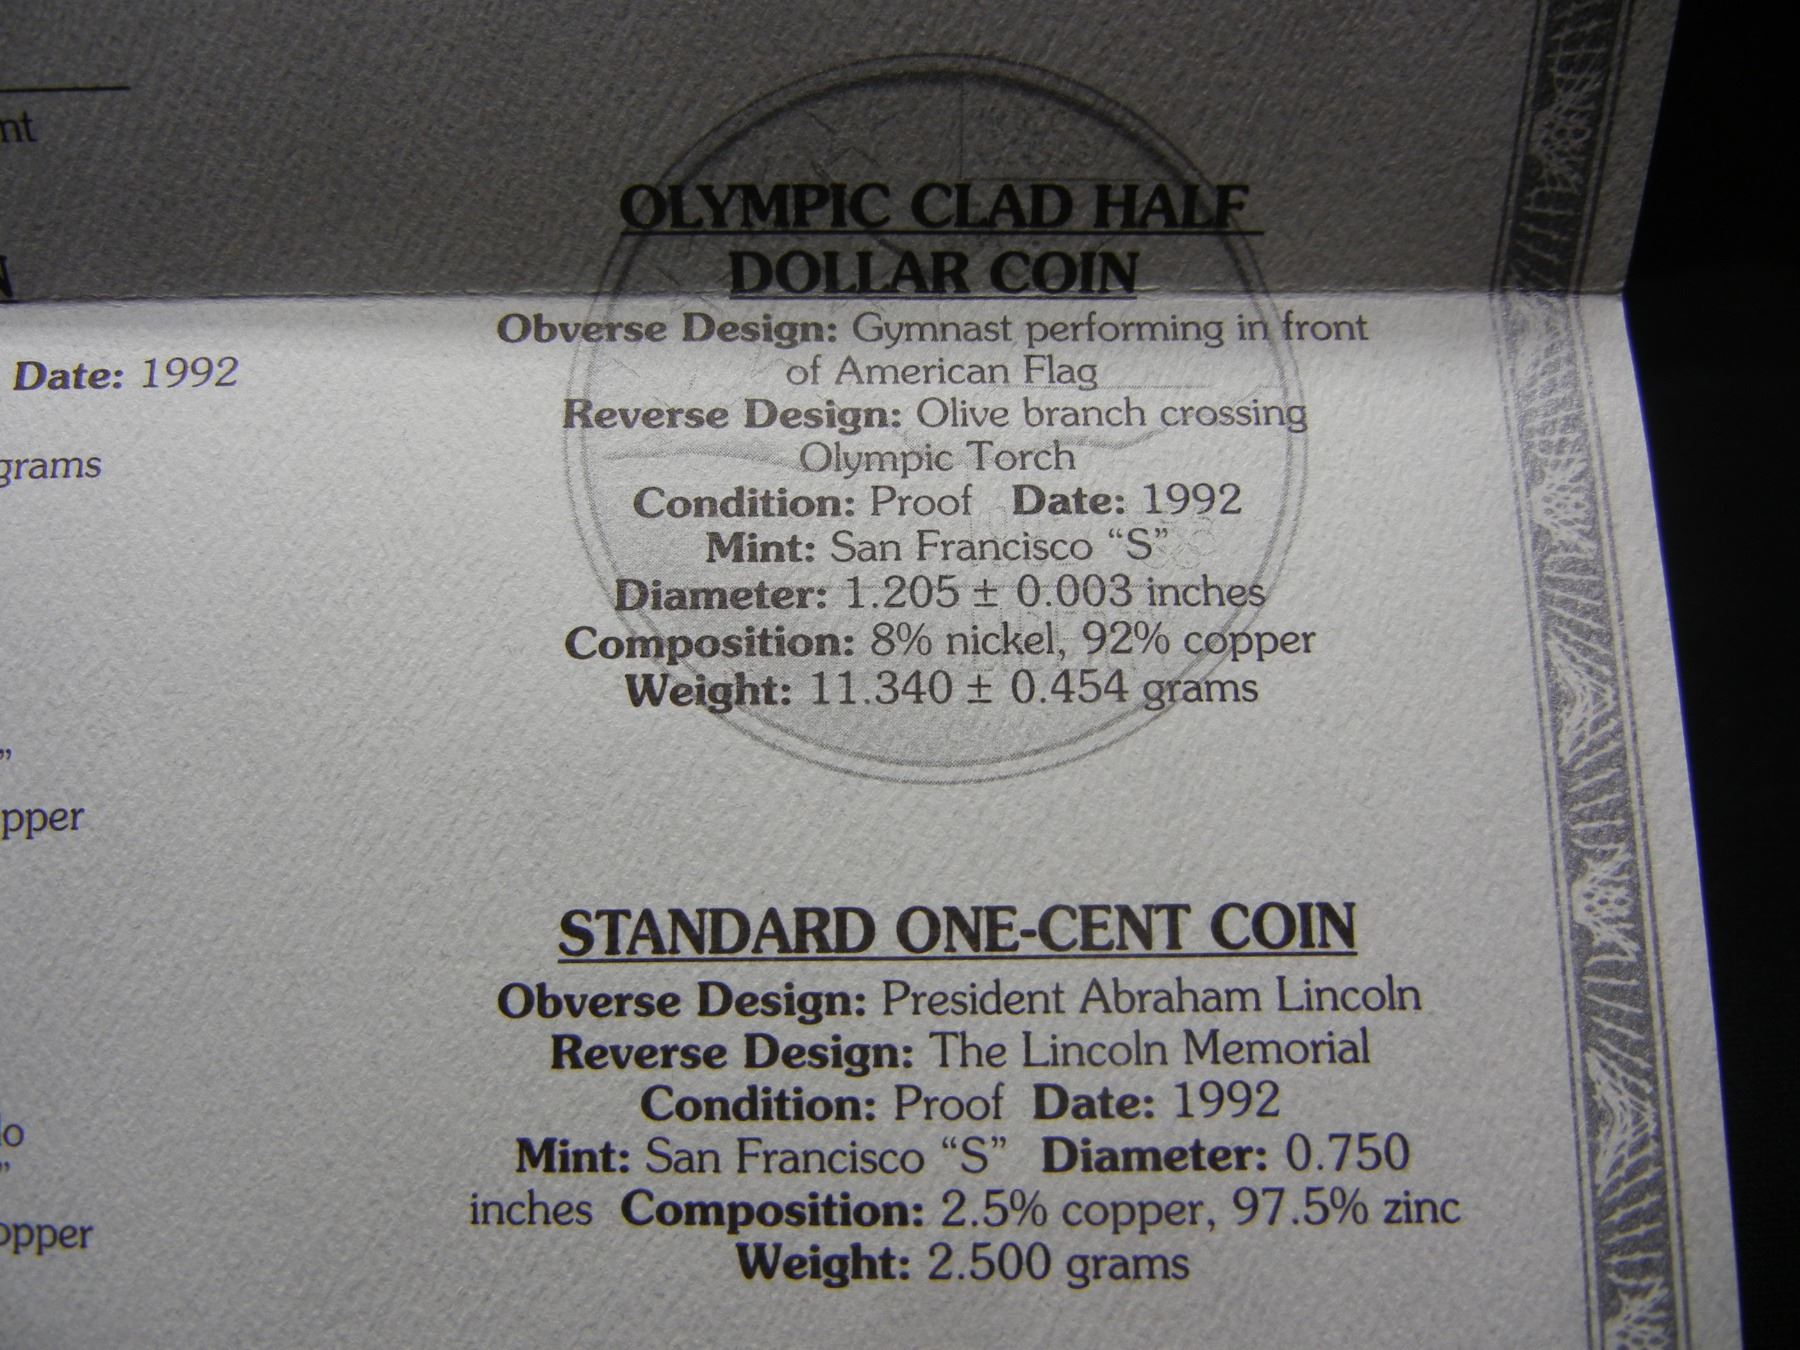 nt
N
Date: 1992
grams
”
pper
lo
”
opper
OLYMPIC CLAD HALF
DOLLAR COIN
Obverse Design: Gymnast performing in front
of American Flag
Reverse Design: Olive branch crossing
Olympic Torch
Condition: Proof Date: 1992
Mint: San Francisco “S”
Diameter: 1.205 ± 0.003 inches
Composition: 8% nickel, 92% copper
Weight: 11.340 ± 0.454 grams
STANDARD ONE-CENT COIN
Obverse Design: President Abraham Lincoln
Reverse Design: The Lincoln Memorial
Condition: Proof Date: 1992
Mint: San Francisco “S” Diameter: 0.750
inches Composition: 2.5% copper, 97.5% zinc
Weight: 2.500 grams